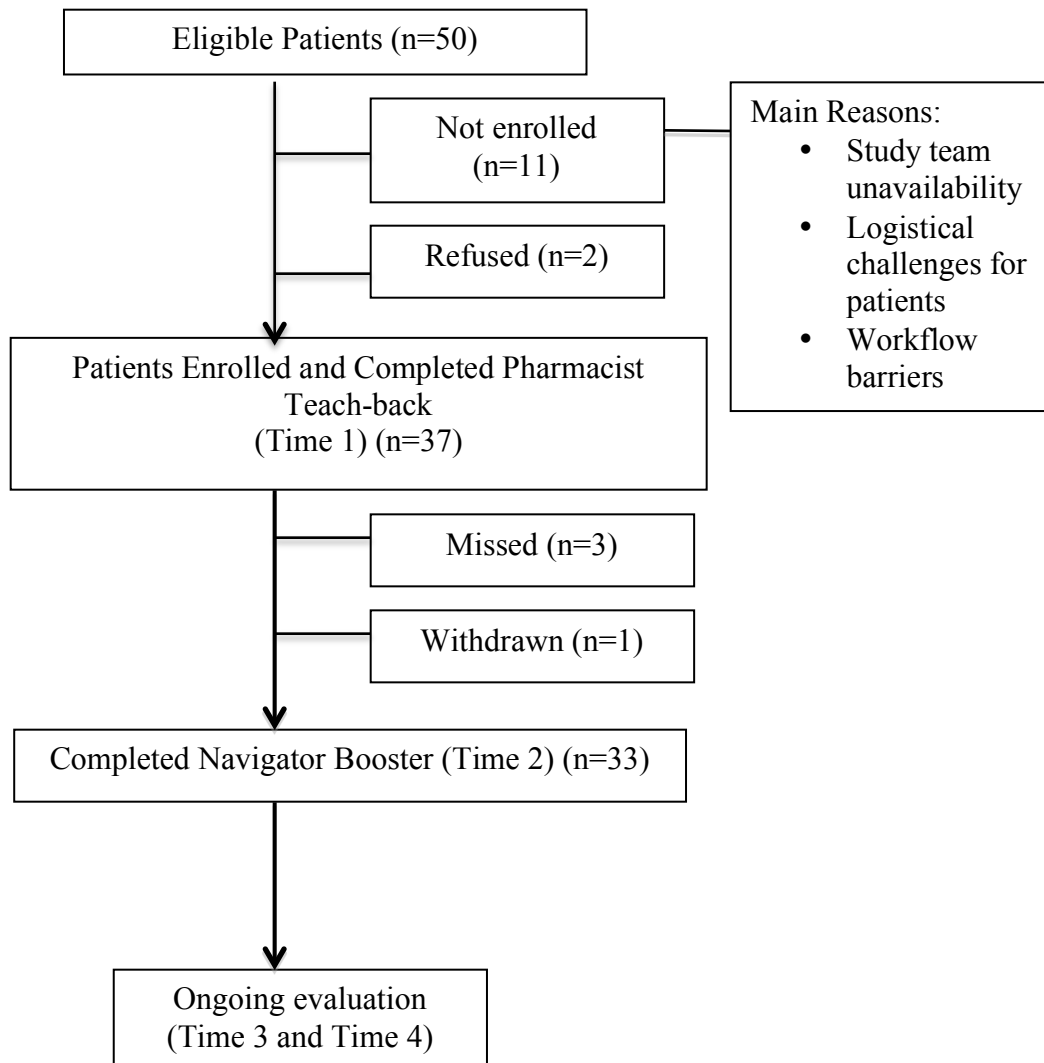 Eligible Patients (n=50)
Not enrolled
(n=11)
Main Reasons:
• Study team
unavailability
• Logistical
challenges for
patients
• Workflow
barriers
Refused (n=2)
Patients Enrolled and Completed Pharmacist
Teach-back
(Time 1) (n=37)
Missed (n=3)
Withdrawn (n=1)
Completed Navigator Booster (Time 2) (n=33)
Ongoing evaluation
(Time 3 and Time 4)